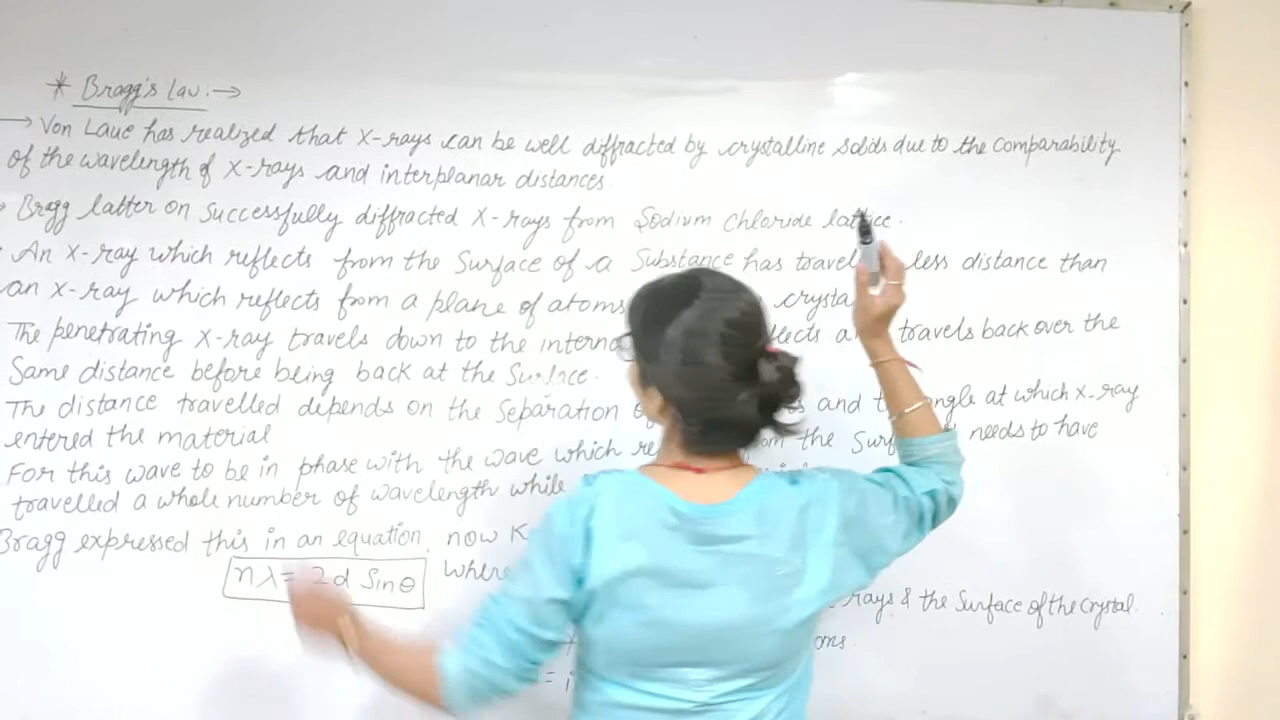 * Bragg's Law:→
→ Von Laue has realized that X-rays can be well diffracted by crystalline solids due to the comparability
of the wavelength of X-rays and interplanar distances.
Bragg latter on successfully diffracted X-rays from Sodium Chloride lattice.
An X-ray which reflects from the Surface of a Substance has travel less distance than
an X-ray which reflects from a plane of atoms crysta
The penetrating X-ray travels down to the interna lects a travels back over the
Same distance before being back at the Surface.
The distance travelled depends on the Separation and t angle at which X-ray
entered the material
For this wave to be in phase with the wave which re om the Surf needs to have
travelled a whole number of wavelength while
Bragg expressed this in an equation, now K
nλ= 2d Sinθ where
rays & the Surface of the Crystal.
oms.
= i